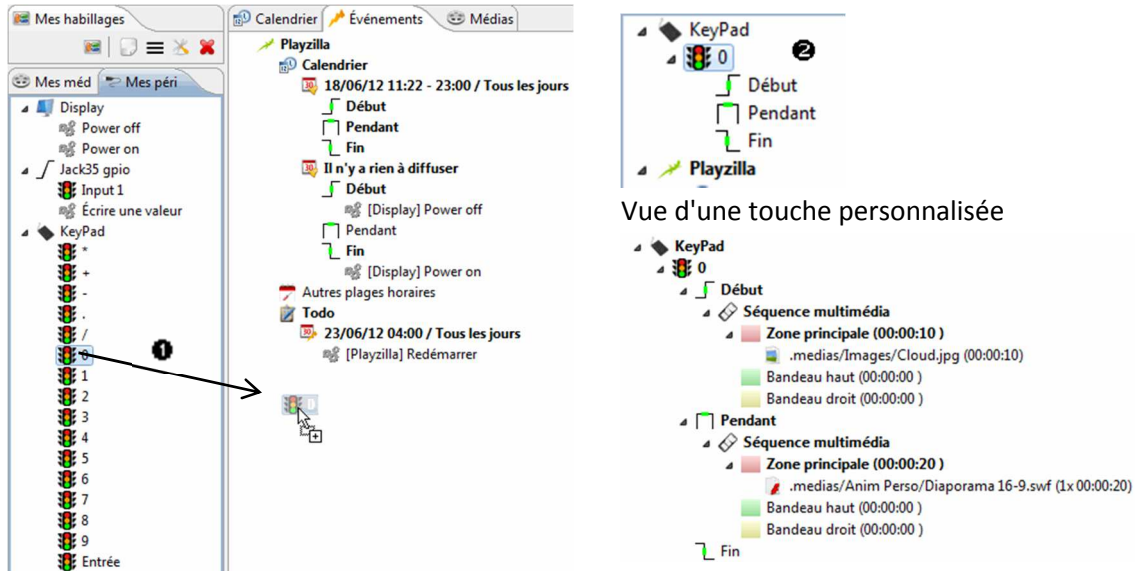 Mes habillages
Mes méd Mes péri
Display
Power off
Power on
Jack35 gpio
Input 1
Écrire une valeur
KeyPad
*
+
-
.
/
0
1
2
3
4
5
6
7
8
9
Entrée
❶
Calendrier Événements Médias
Playzilla
Calendrier
18/06/12 11:22 - 23:00 / Tous les jours
Début
Pendant
Fin
Il n'y a rien à diffuser
Début
[Display] Power off
Pendant
Fin
[Display] Power on
Autres plages horaires
Todo
23/06/12 04:00 / Tous les jours
[Playzilla] Redémarrer
0
KeyPad
0 ❷
Début
Pendant
Fin
Playzilla
Vue d'une touche personnalisée
KeyPad
0
Début
Séquence multimédia
Zone principale (00:00:10 )
.medias/Images/Cloud.jpg (00:00:10)
Bandeau haut (00:00:00 )
Bandeau droit (00:00:00 )
Pendant
Séquence multimédia
Zone principale (00:00:20 )
.medias/Anim Perso/Diaporama 16-9.swf (1x 00:00:20)
Bandeau haut (00:00:00 )
Bandeau droit (00:00:00 )
Fin